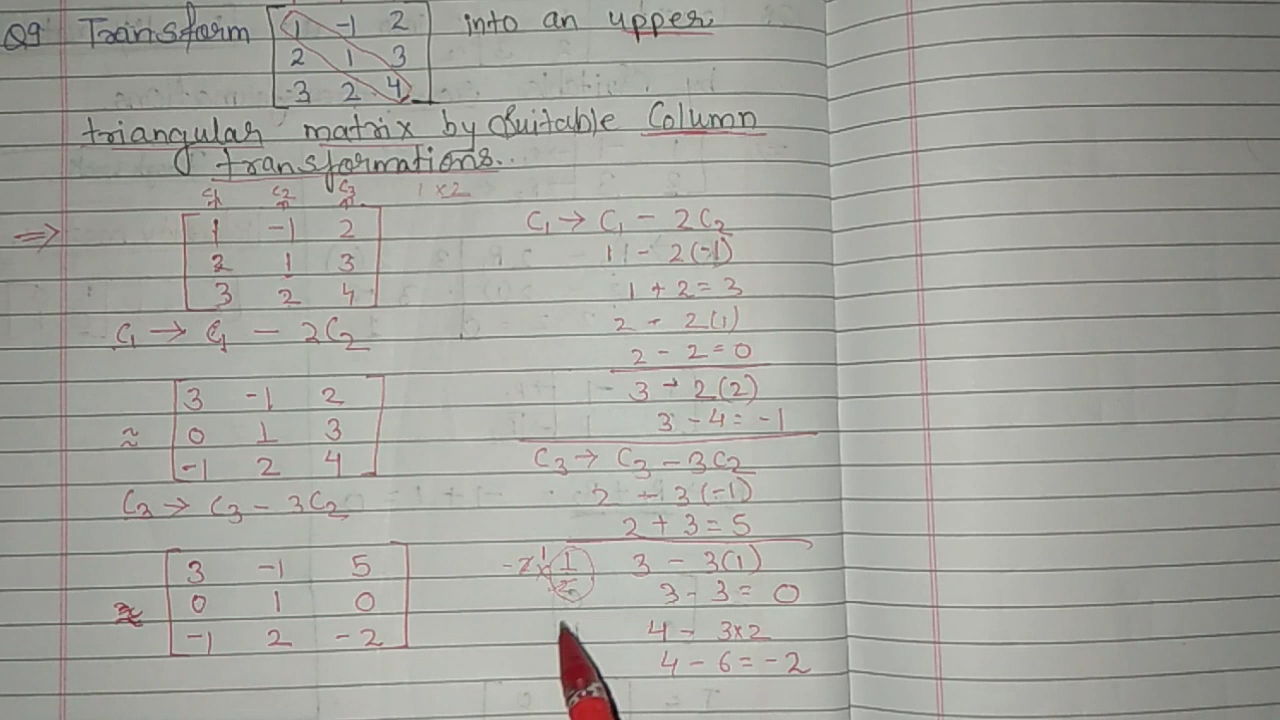 Q9 Transform [1 -1 2 into an upper
2 1 3
3 2 4]
triangular matrix by Suitable Column
transformations.
C1 C2 C3 1×2
⇒ [1 -1 2
2 1 3
3 2 4]
C1 → C1 - 2C2
≈ [3 -1 2
0 1 3
-1 2 4]
C3 → C3 - 3C2
≈ [3 -1 5
0 1 0
-1 2 -2]
C1 → C1 - 2C2
1 - 2(-1)
1 + 2 = 3
2 - 2(1)
2 - 2 = 0
3 - 2(2)
3 - 4 = -1
C3 → C3 - 3C2
2 - 3(-1)
2 + 3 = 5
3 - 3(1)
3 - 3 = 0
4 - 3×2
4 - 6 = -2